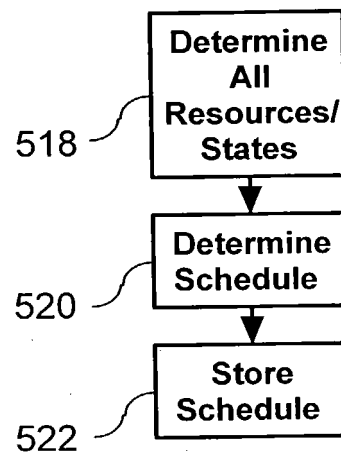 Determine
All
Resources/
States
518
Determine
Schedule
520
Store
Schedule
522